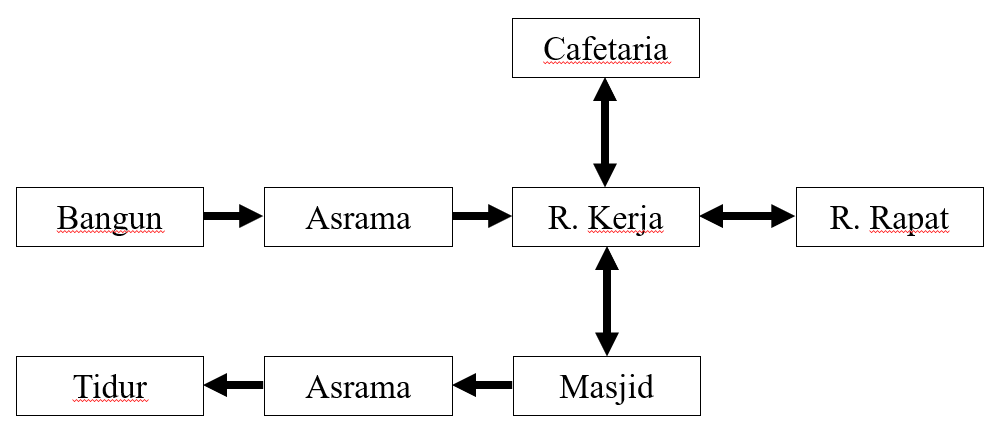 Cafetaria
Bangun
Asrama
R. Kerja
R. Rapat
Tidur
Asrama
Masjid